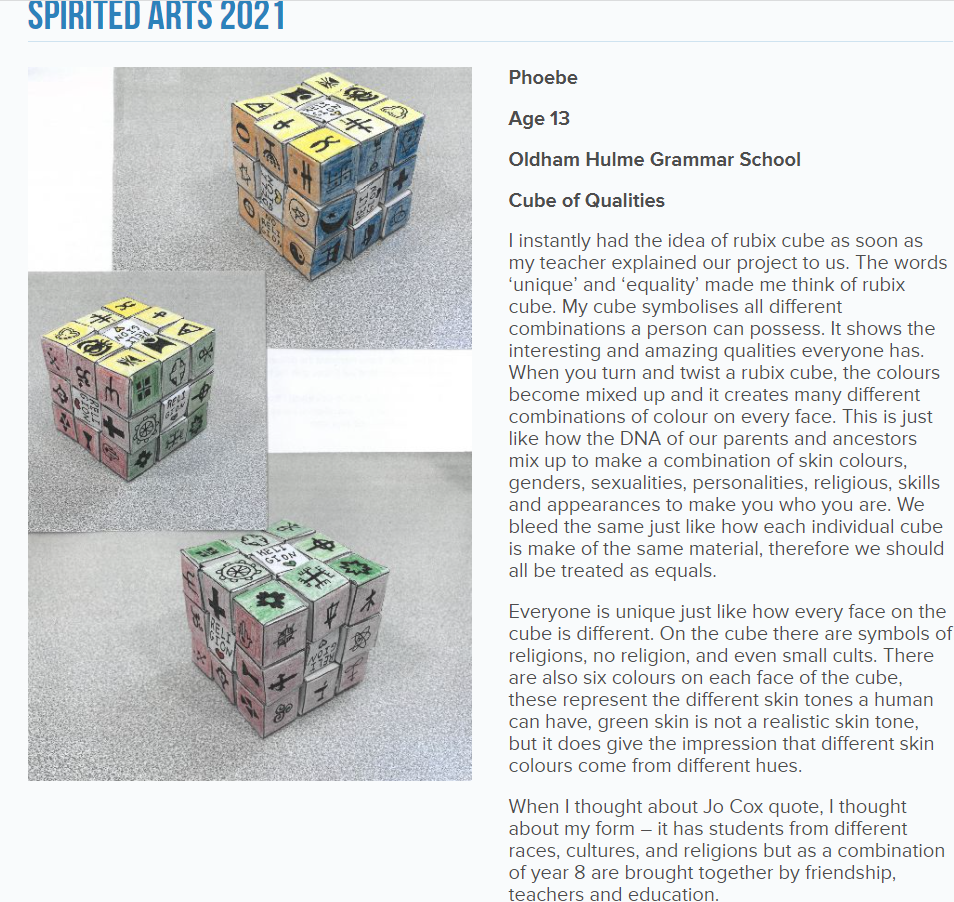 SPIRITED ARTS 2021
Phoebe
Age 13
Oldham Hulme Grammar School
Cube of Qualities
I instantly had the idea of rubix cube as soon as
my teacher explained our project to us. The words
‘unique’ and ‘equality’ made me think of rubix
cube. My cube symbolises all different
combinations a person can possess. It shows the
interesting and amazing qualities everyone has.
When you turn and twist a rubix cube, the colours
become mixed up and it creates many different
combinations of colour on every face. This is just
like how the DNA of our parents and ancestors
mix up to make a combination of skin colours,
genders, sexualities, personalities, religious, skills
and appearances to make you who you are. We
bleed the same just like how each individual cube
is make of the same material, therefore we should
all be treated as equals.
Everyone is unique just like how every face on the
cube is different. On the cube there are symbols of
religions, no religion, and even small cults. There
are also six colours on each face of the cube,
these represent the different skin tones a human
can have, green skin is not a realistic skin tone,
but it does give the impression that different skin
colours come from different hues.
When I thought about Jo Cox quote, I thought
about my form – it has students from different
races, cultures, and religions but as a combination
of year 8 are brought together by friendship,
teachers and education.
RELI
GION
RELI
GION